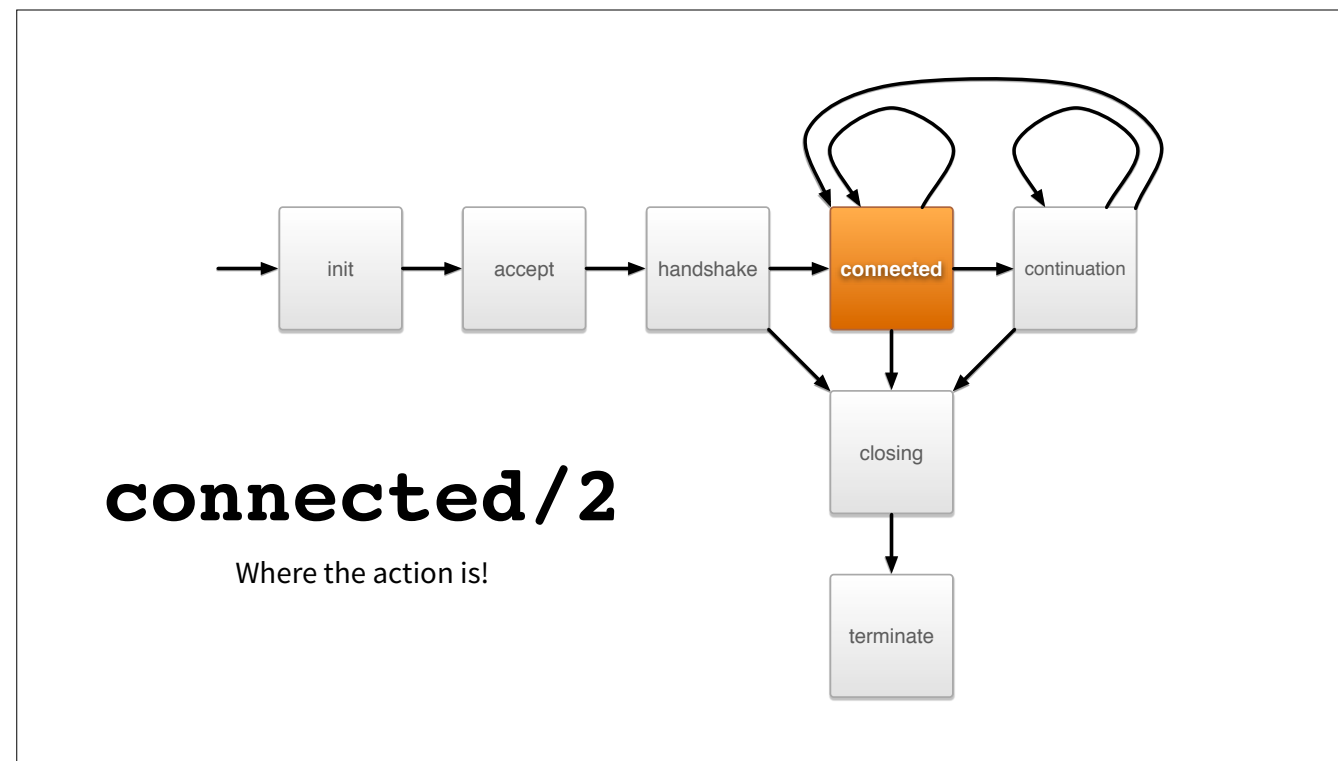 init
accept
handshake
connected
continuation
closing
connected/2
Where the action is!
terminate